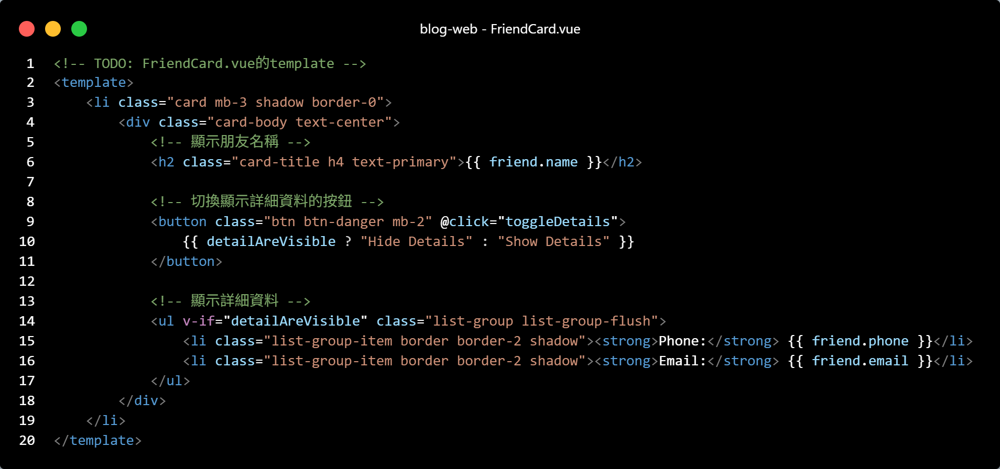 blog-web - FriendCard.vue
1 <!-- TODO: FriendCard.vue的template -->
2 <template>
3     <li class="card mb-3 shadow border-0">
4         <div class="card-body text-center">
5             <!-- 顯示朋友名稱 -->
6             <h2 class="card-title h4 text-primary">{{ friend.name }}</h2>
7
8             <!-- 切換顯示詳細資料的按鈕 -->
9             <button class="btn btn-danger mb-2" @click="toggleDetails">
10                {{ detailAreVisible ? "Hide Details" : "Show Details" }}
11            </button>
12
13            <!-- 顯示詳細資料 -->
14            <ul v-if="detailAreVisible" class="list-group list-group-flush">
15                <li class="list-group-item border border-2 shadow"><strong>Phone:</strong> {{ friend.phone }}</li>
16                <li class="list-group-item border border-2 shadow"><strong>Email:</strong> {{ friend.email }}</li>
17            </ul>
18        </div>
19    </li>
20 </template>